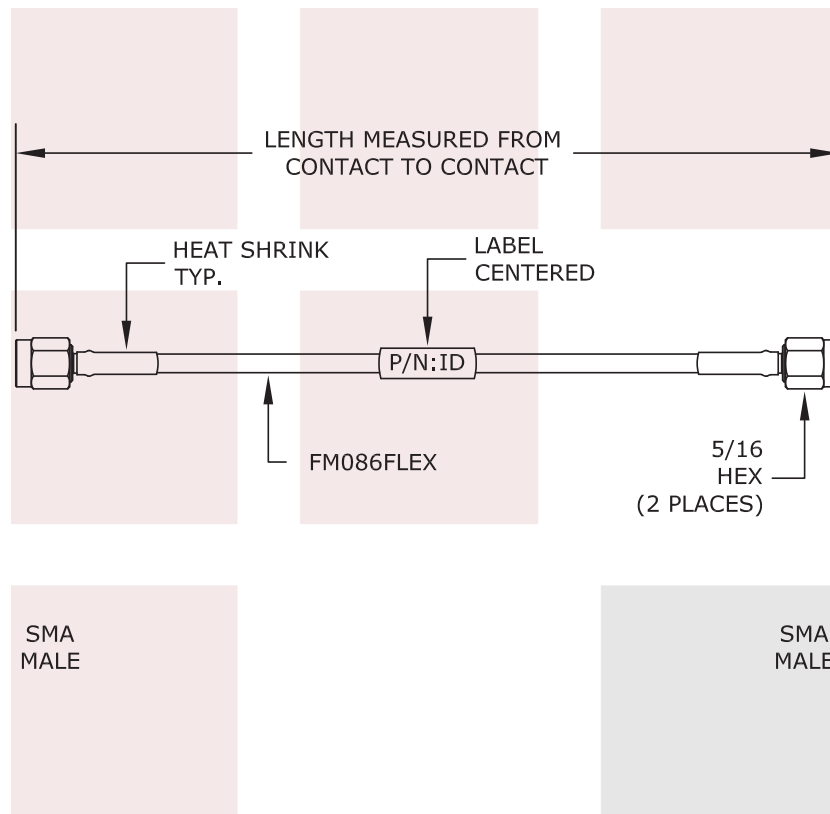 LENGTH MEASURED FROM
CONTACT TO CONTACT
HEAT SHRINK
TYP.
LABEL
CENTERED
P/N:ID
FM086FLEX
5/16
HEX
(2 PLACES)
SMA
MALE
SMA
MALE